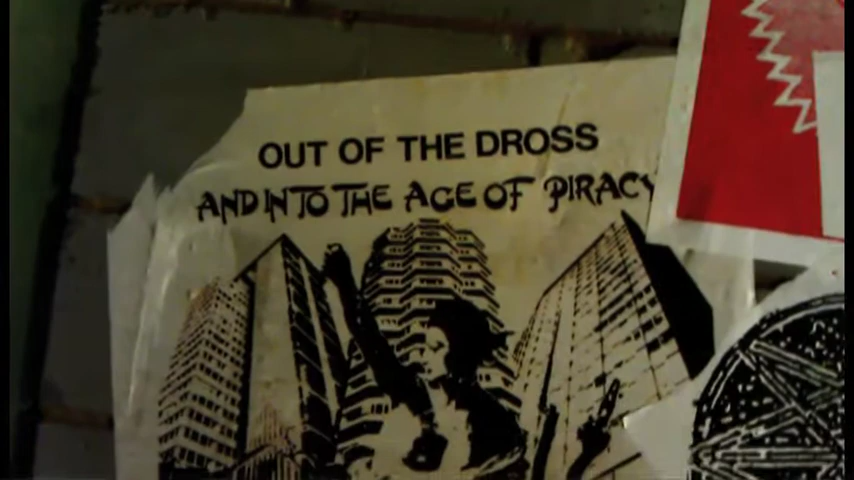 OUT OF THE DROSS
AND INTO THE AGE OF PIRACY